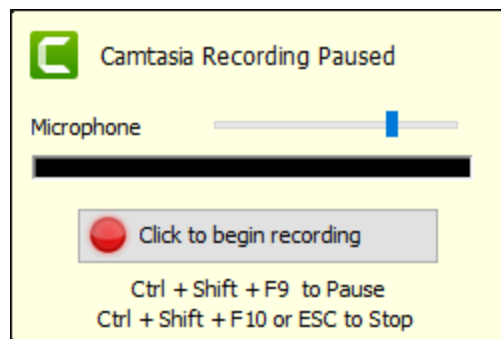 Camtasia Recording Paused
Microphone
Click to begin recording
Ctrl + Shift + F9 to Pause
Ctrl + Shift + F10 or ESC to Stop